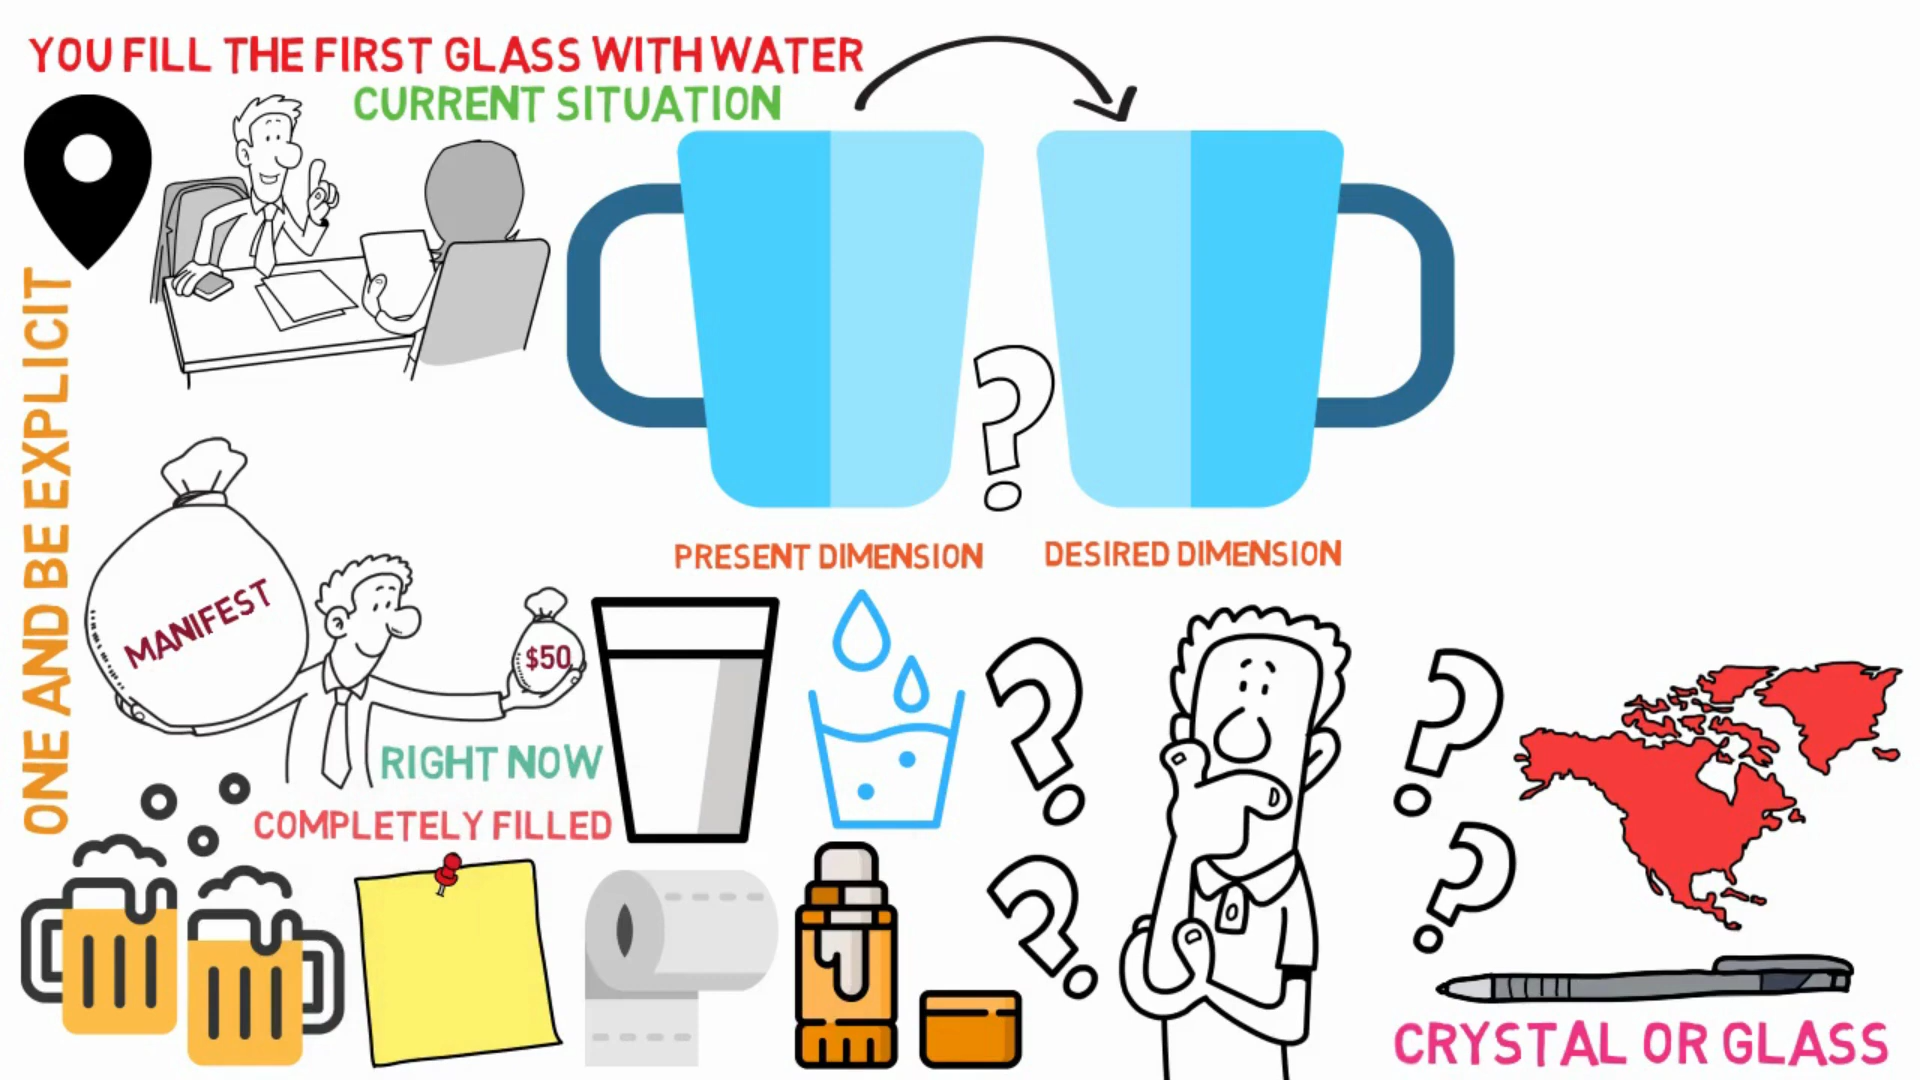 YOU FILL THE FIRST GLASS WITH WATER
CURRENT SITUATION
ONE AND BE EXPLICIT
PRESENT DIMENSION
DESIRED DIMENSION
MANIFEST
$50
RIGHT NOW
COMPLETELY FILLED
CRYSTAL OR GLASS